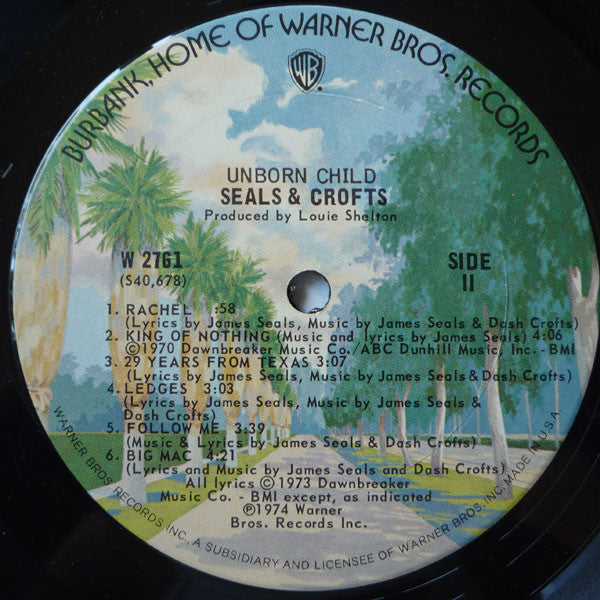 BURBANK, HOME OF WARNER BROS. RECORDS
WB
UNBORN CHILD
SEALS & CROFTS
Produced by Louie Shelton
W 2761
(S40,678)
SIDE
II
1. RACHEL :58
(Lyrics by James Seals, Music by James Seals & Dash Crofts)
2. KING OF NOTHING (Music and lyrics by James Seals) 4:06
©1970 Dawnbreaker Music Co./ABC Dunhill Music, Inc. - BMI
3. 29 YEARS FROM TEXAS 3:07
(Lyrics by James Seals, Music by James Seals & Dash Crofts)
4. LEDGES 3:03
(Lyrics by James Seals, Music by James Seals &
Dash Crofts)
5. FOLLOW ME 3:39
(Music & Lyrics by James Seals & Dash Crofts)
6. BIG MAC 4:21
(Lyrics and Music by James Seals and Dash Crofts)
All lyrics ©1973 Dawnbreaker
Music Co. - BMI except, as indicated
℗1974 Warner
Bros. Records Inc.
WARNER BROS. RECORDS INC., A SUBSIDIARY AND LICENSEE OF WARNER BROS. INC. MADE IN U.S.A.